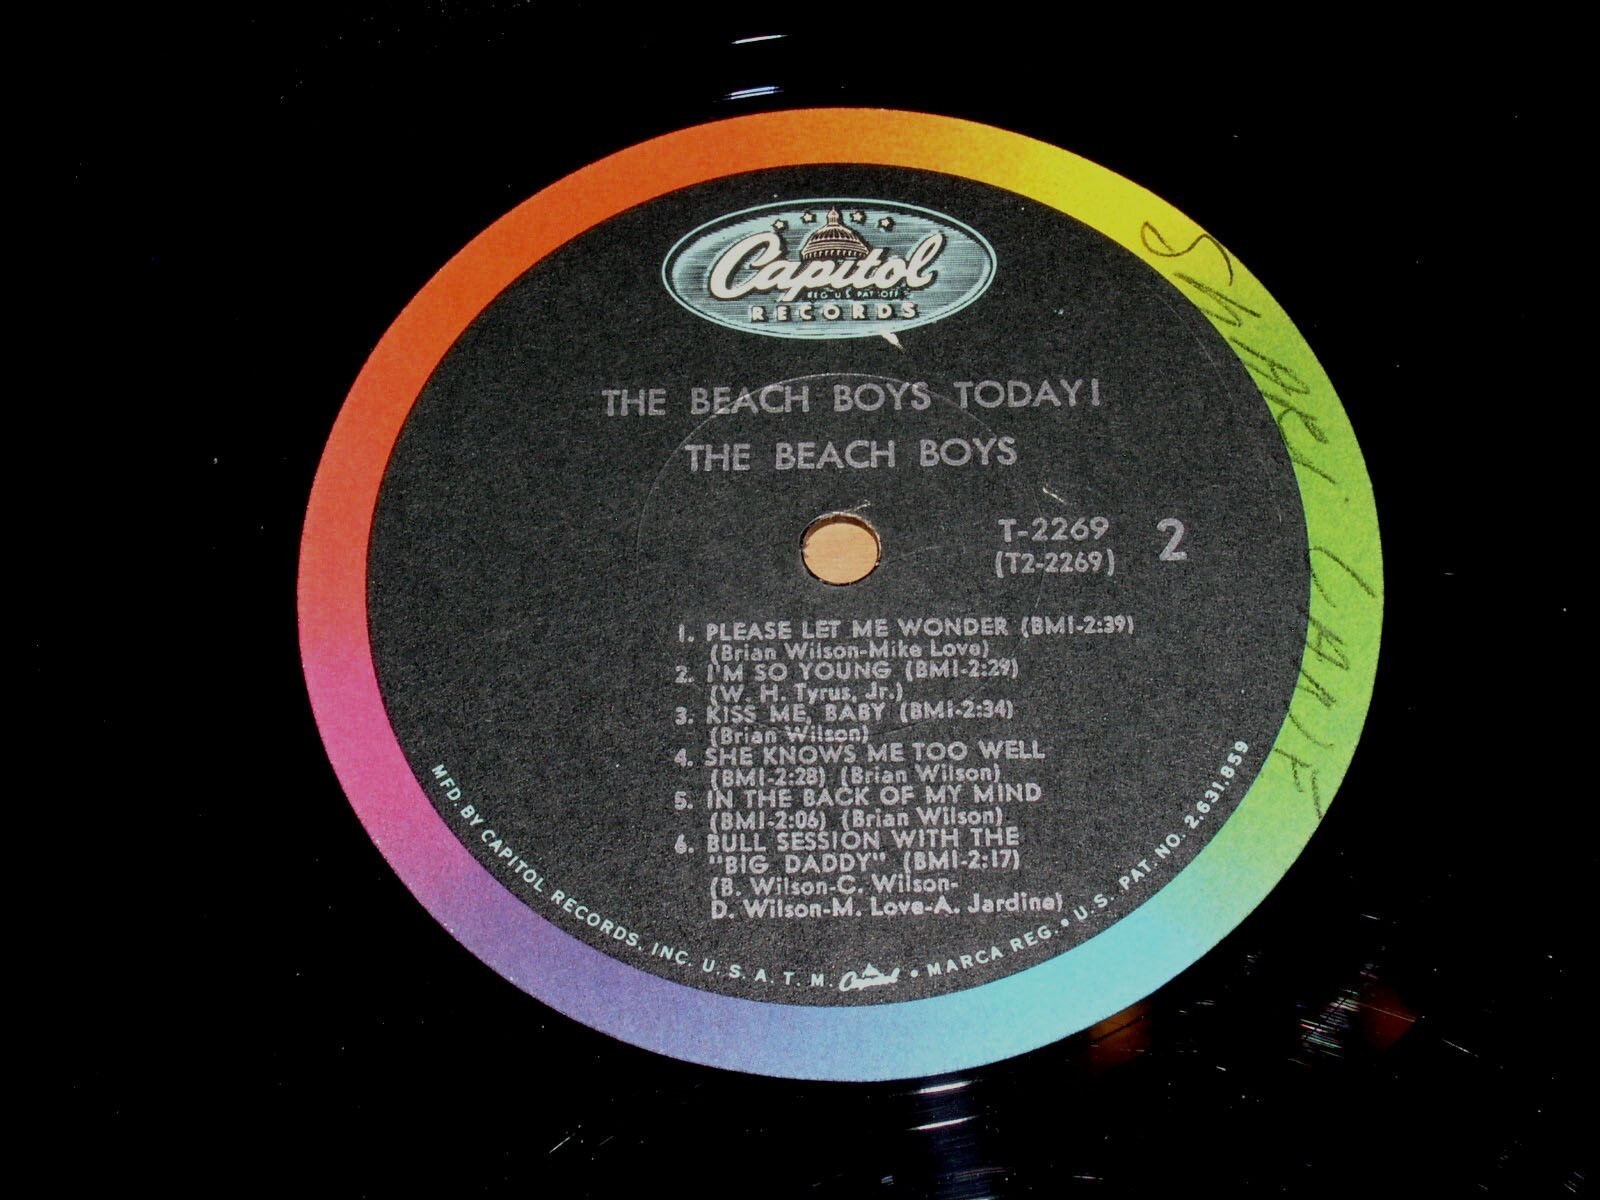 Capitol
REG. U.S. PAT. OFF.
RECORDS
THE BEACH BOYS TODAY!
THE BEACH BOYS
T-2269 2
(T2-2269)
1. PLEASE LET ME WONDER (BMI-2:39)
(Brian Wilson-Mike Love)
2. I'M SO YOUNG (BMI-2:29)
(W. H. Tyrus, Jr.)
3. KISS ME, BABY (BMI-2:34)
(Brian Wilson)
4. SHE KNOWS ME TOO WELL
(BMI-2:28) (Brian Wilson)
5. IN THE BACK OF MY MIND
(BMI-2:06) (Brian Wilson)
6. BULL SESSION WITH THE
"BIG DADDY" (BMI-2:17)
(B. Wilson-C. Wilson-
D. Wilson-M. Love-A. Jardine)
MFD. BY CAPITOL RECORDS, INC. U. S. A. T. M. Capitol • MARCA REG. • U. S. PAT. NO. 2,631,859